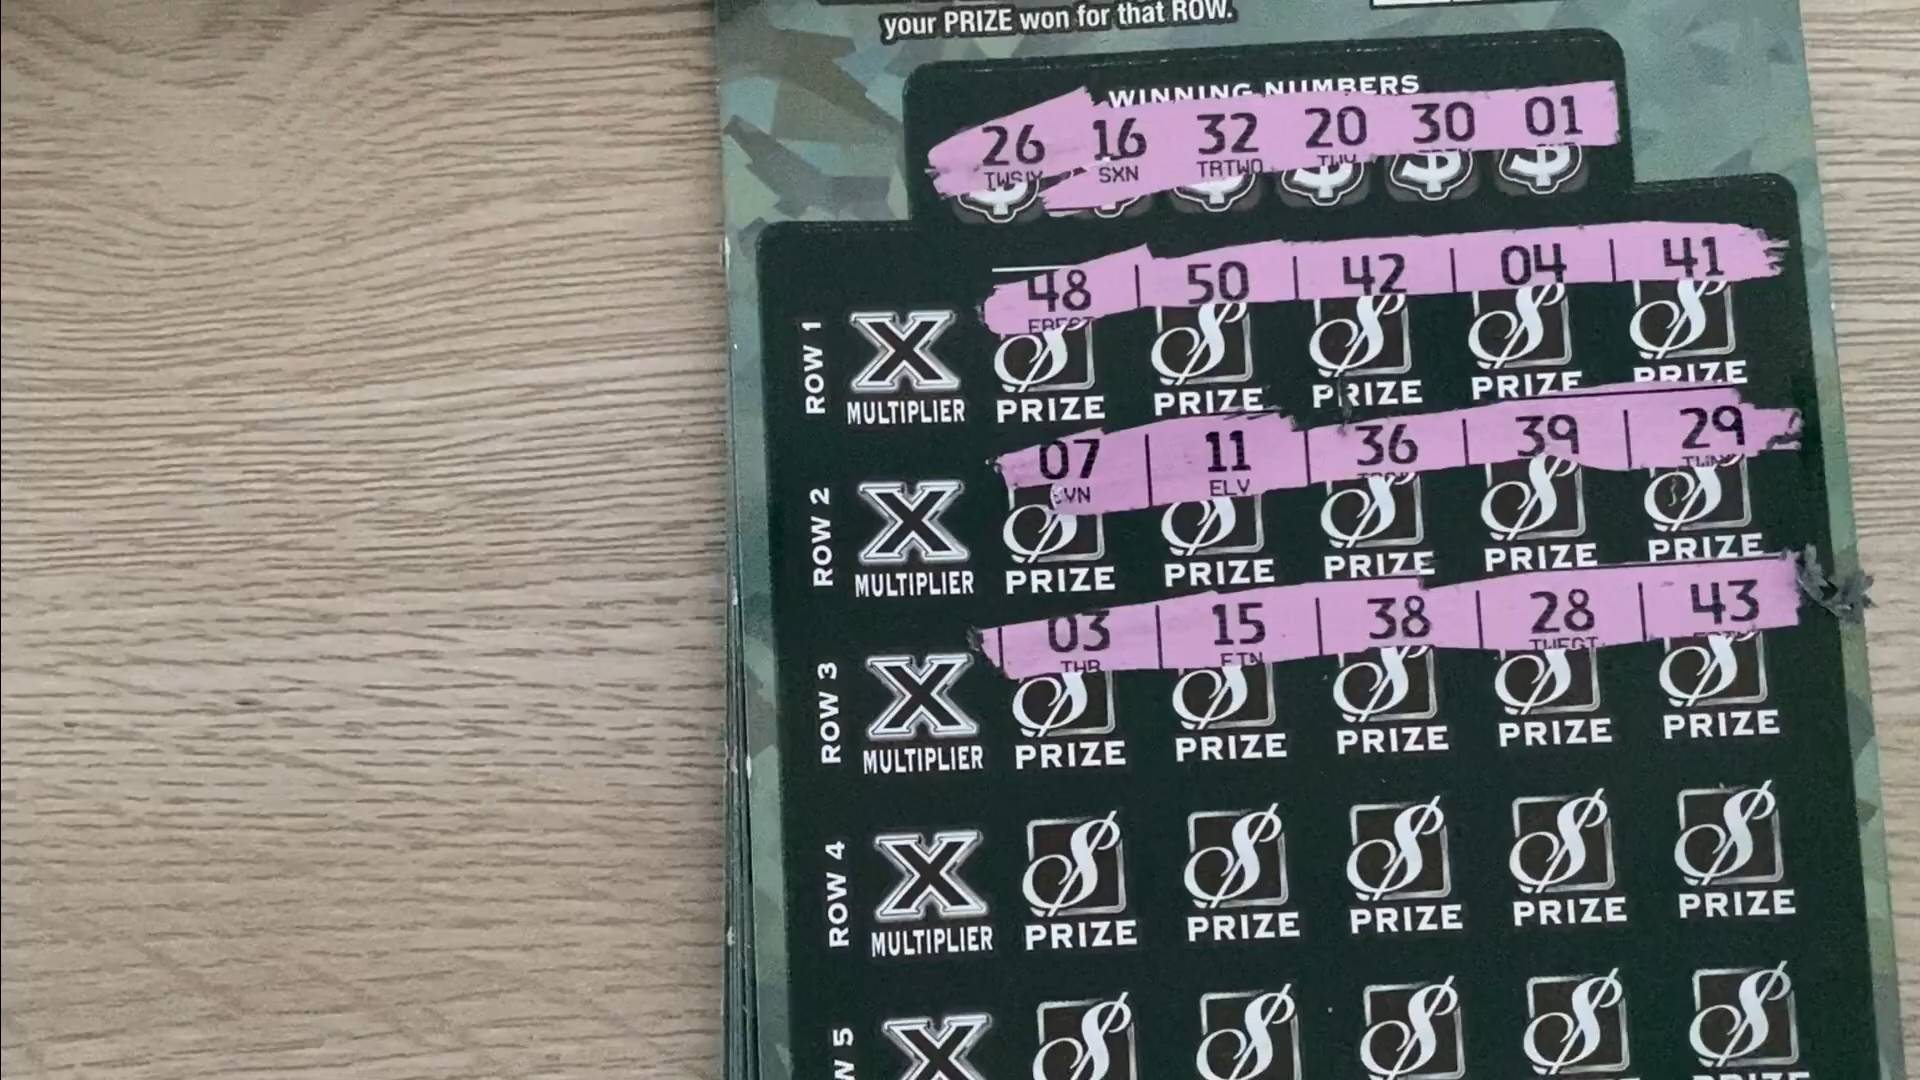 your PRIZE won for that ROW.
WINNING NUMBERS
26 16 32 20 30 01
SXN TRTWO
48 50 42 04 41
ROW 1
X
MULTIPLIER PRIZE PRIZE PRIZE PRIZE PRIZE
07 11 36 39 29
ELV
ROW 2
X
MULTIPLIER PRIZE PRIZE PRIZE PRIZE PRIZE
03 15 38 28 43
THR
ROW 3
X
MULTIPLIER PRIZE PRIZE PRIZE PRIZE PRIZE
ROW 4
X
MULTIPLIER PRIZE PRIZE PRIZE PRIZE PRIZE
X